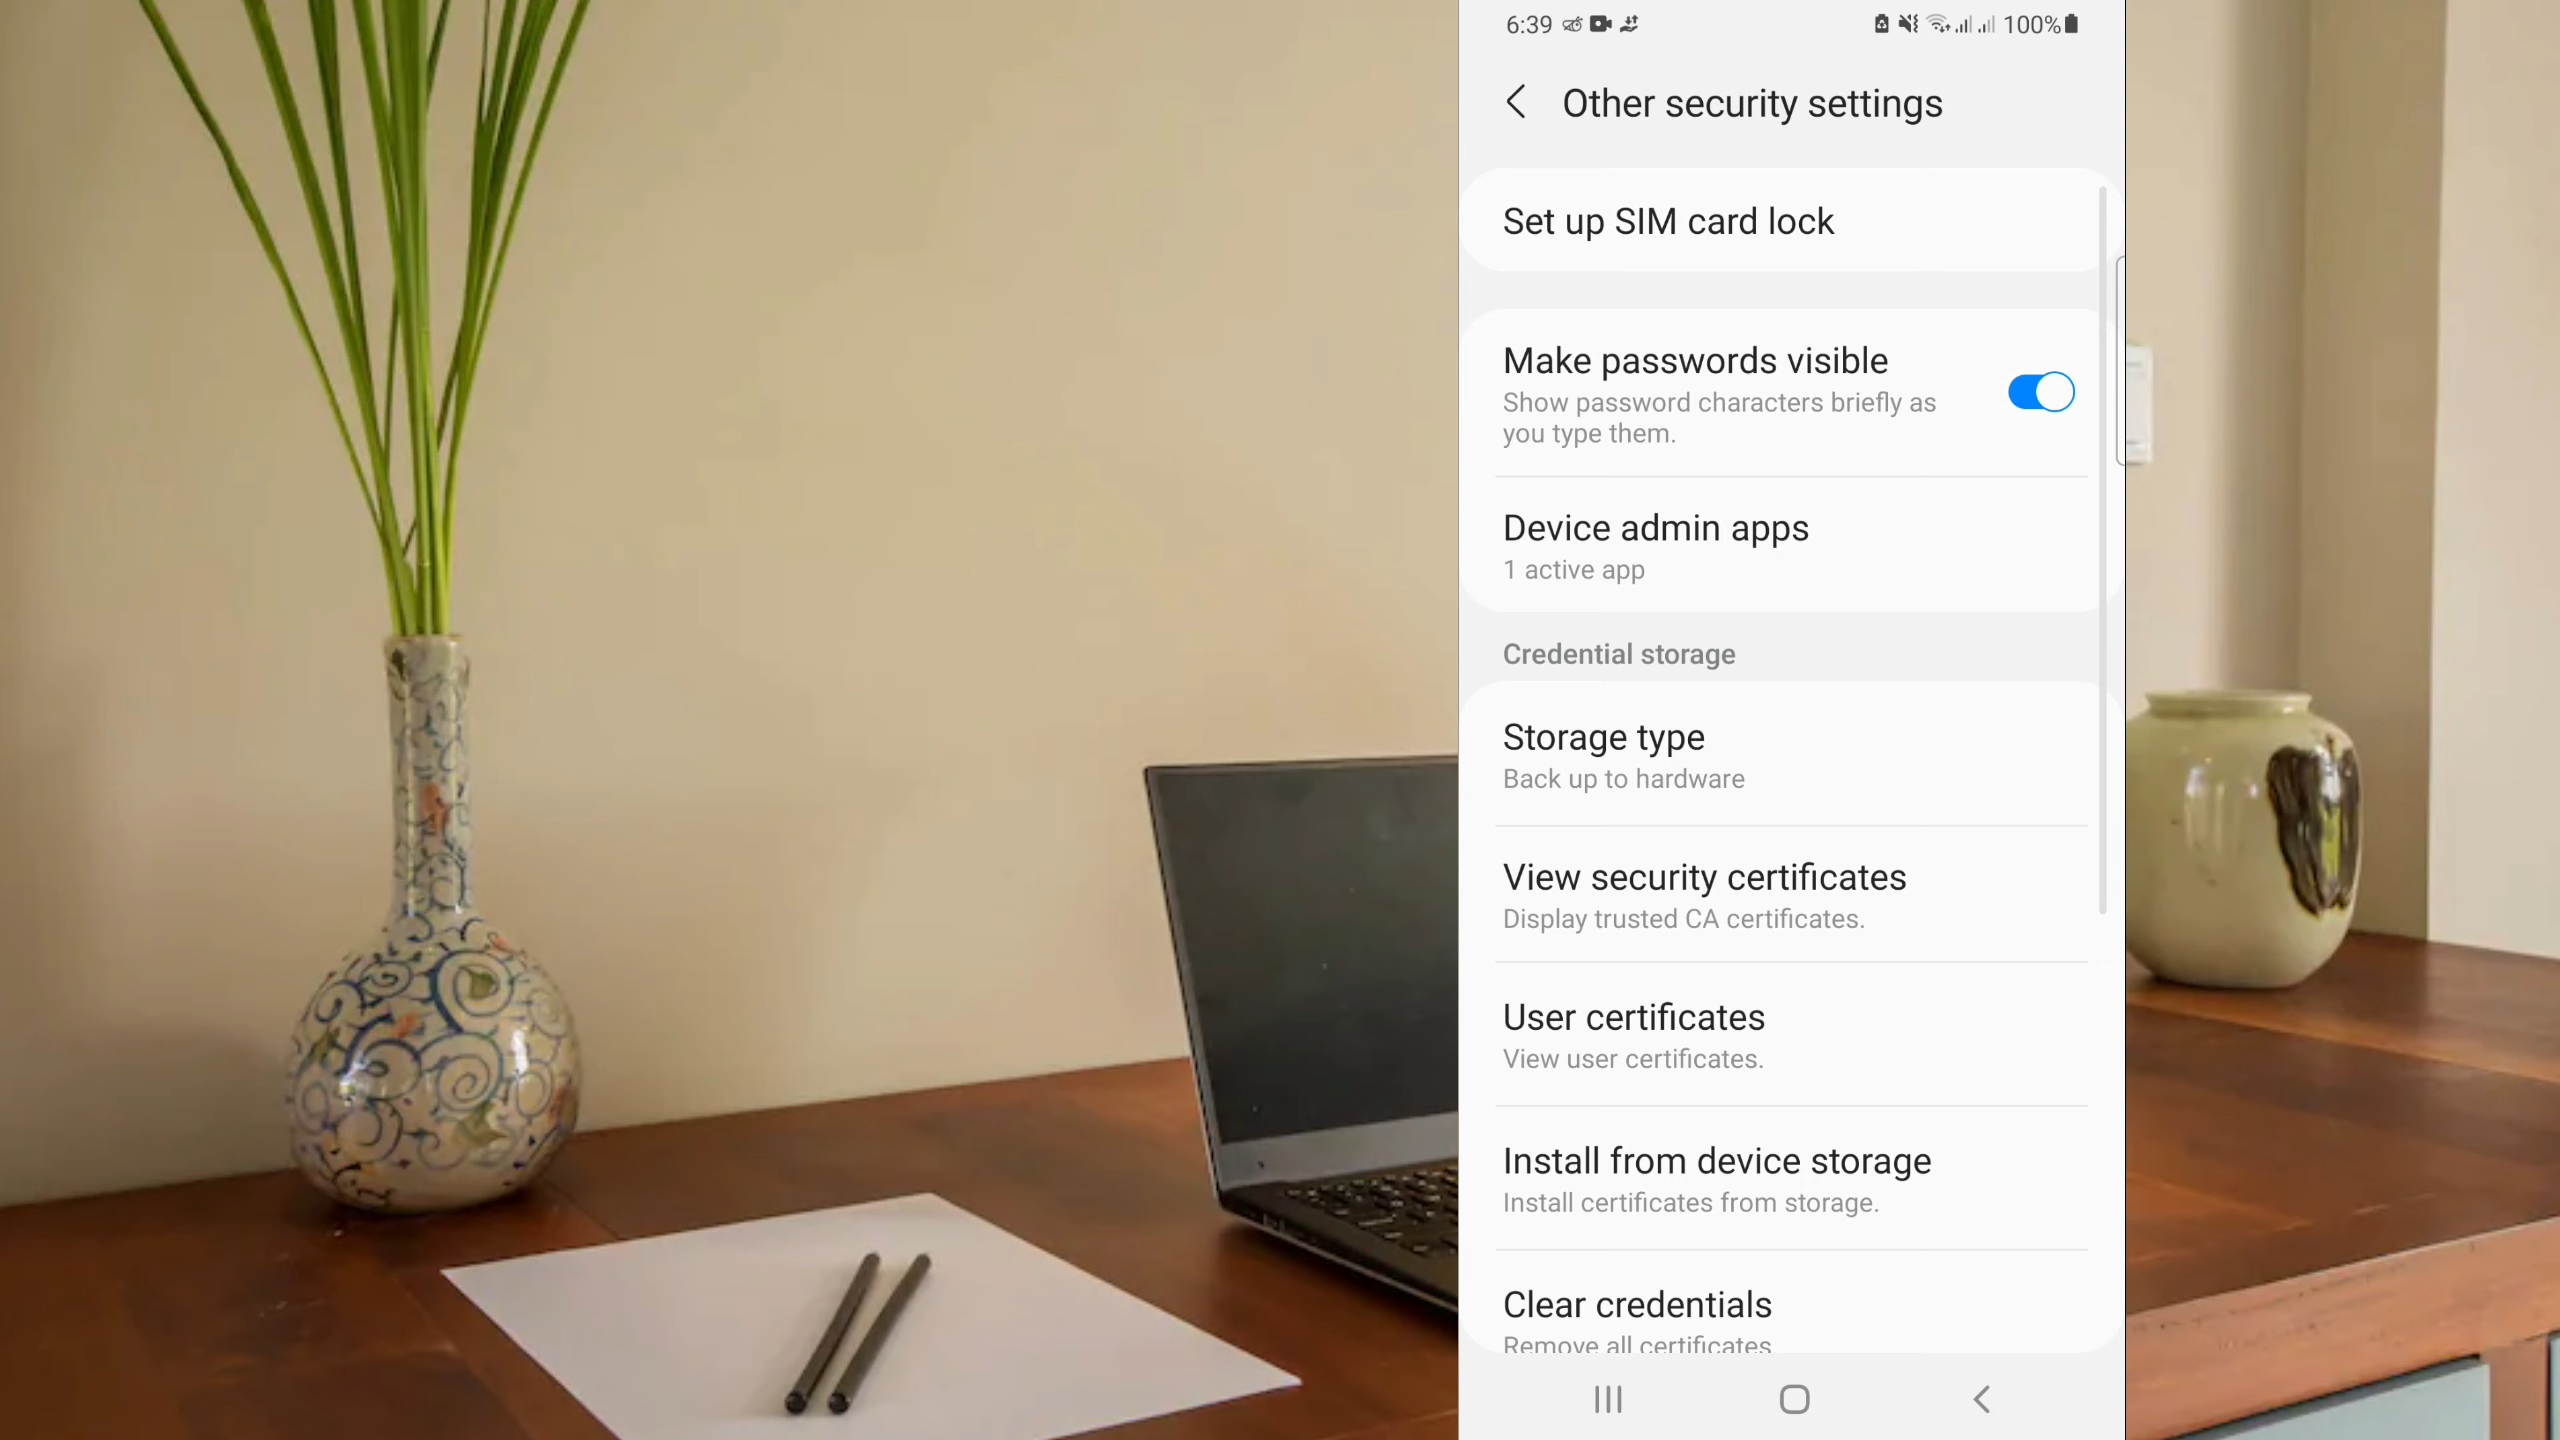 6:39
100%
Other security settings
Set up SIM card lock
Make passwords visible
Show password characters briefly as
you type them.
Device admin apps
1 active app
Credential storage
Storage type
Back up to hardware
View security certificates
Display trusted CA certificates.
User certificates
View user certificates.
Install from device storage
Install certificates from storage.
Clear credentials
Remove all certificates